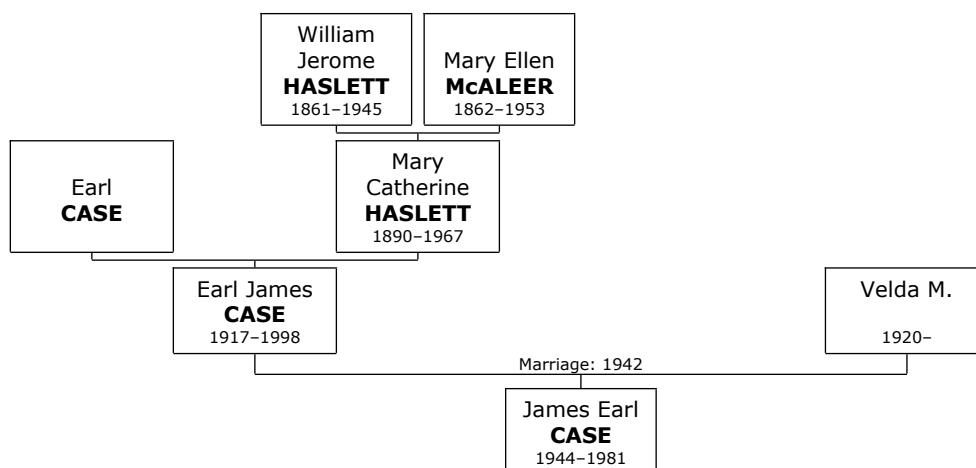 William
Jerome
HASLETT
1861–1945
Mary Ellen
McALEER
1862–1953
Earl
CASE
Mary
Catherine
HASLETT
1890–1967
Earl James
CASE
1917–1998
Velda M.
1920–
Marriage: 1942
James Earl
CASE
1944–1981